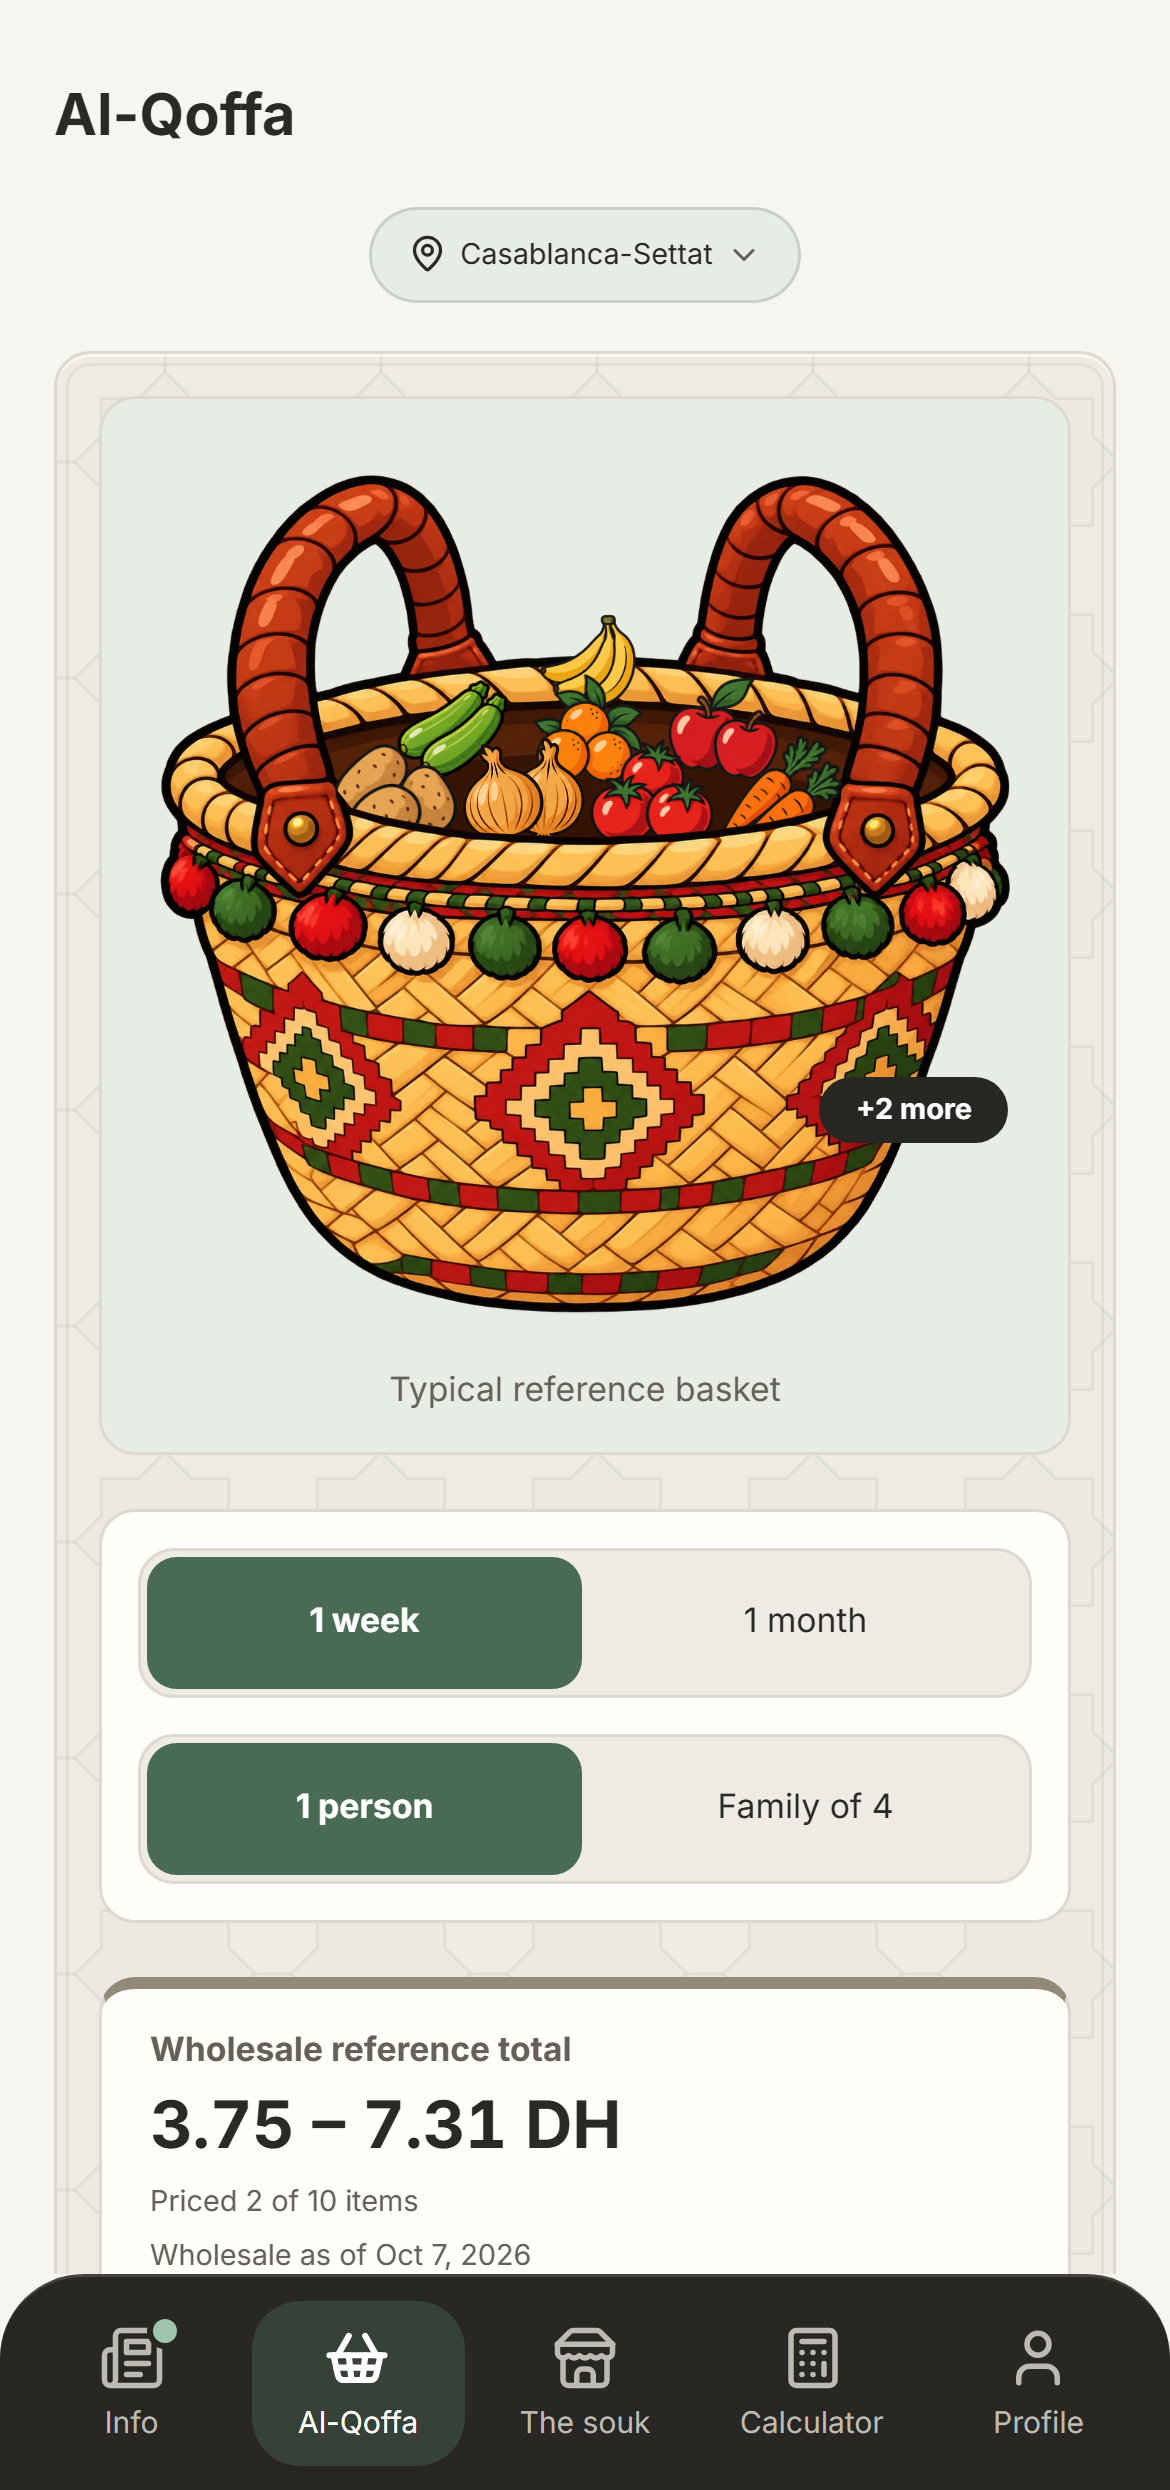 Al-Qoffa
Casablanca-Settat
+2 more
Typical reference basket
1 week
1 month
1 person
Family of 4
Wholesale reference total
3.75 – 7.31 DH
Priced 2 of 10 items
Wholesale as of Oct 7, 2026
Info
Al-Qoffa
The souk
Calculator
Profile